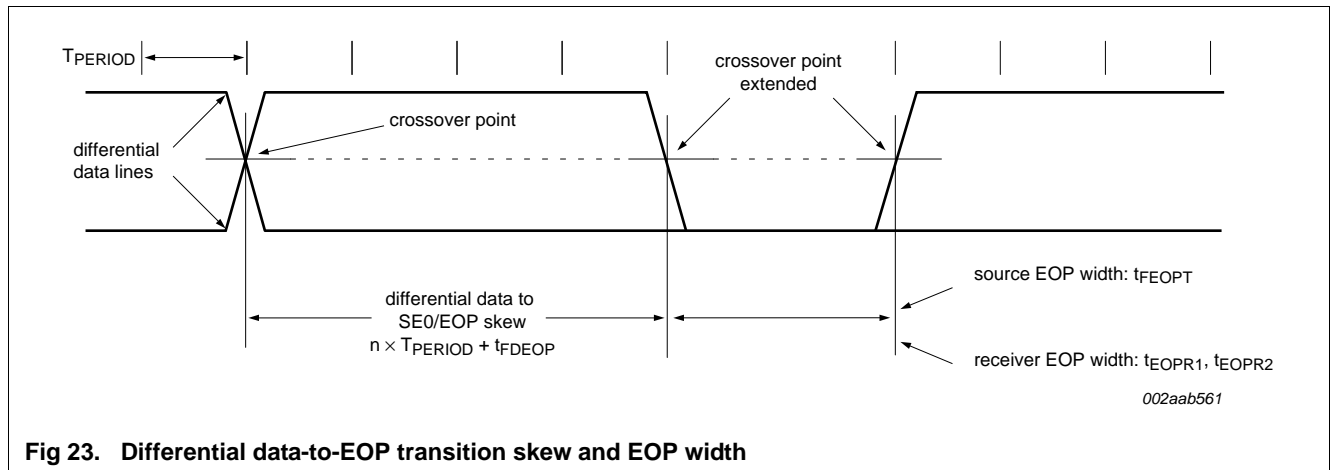 TPERIOD
crossover point
extended
crossover point
differential
data lines
differential data to
SE0/EOP skew
n × TPERIOD + tFDEOP
source EOP width: tFEOPT
receiver EOP width: tEOPR1, tEOPR2
002aab561
Fig 23. Differential data-to-EOP transition skew and EOP width